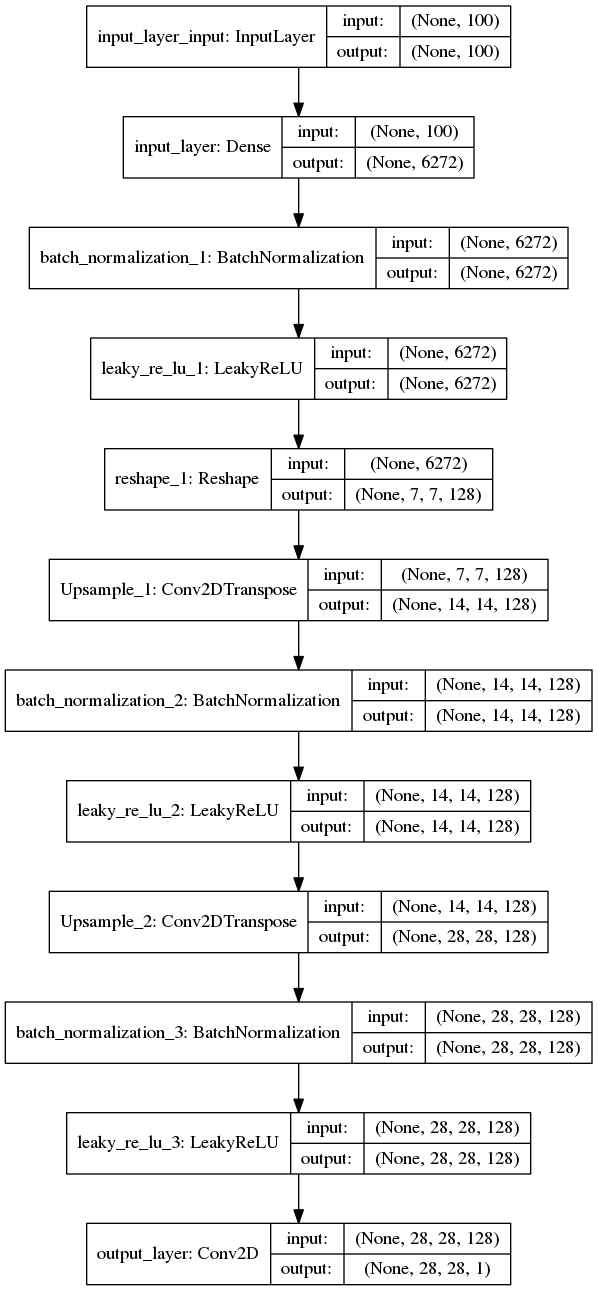 input_layer_input: InputLayer
input: (None, 100)
output: (None, 100)
input_layer: Dense
input: (None, 100)
output: (None, 6272)
batch_normalization_1: BatchNormalization
input: (None, 6272)
output: (None, 6272)
leaky_re_lu_1: LeakyReLU
input: (None, 6272)
output: (None, 6272)
reshape_1: Reshape
input: (None, 6272)
output: (None, 7, 7, 128)
Upsample_1: Conv2DTranspose
input: (None, 7, 7, 128)
output: (None, 14, 14, 128)
batch_normalization_2: BatchNormalization
input: (None, 14, 14, 128)
output: (None, 14, 14, 128)
leaky_re_lu_2: LeakyReLU
input: (None, 14, 14, 128)
output: (None, 14, 14, 128)
Upsample_2: Conv2DTranspose
input: (None, 14, 14, 128)
output: (None, 28, 28, 128)
batch_normalization_3: BatchNormalization
input: (None, 28, 28, 128)
output: (None, 28, 28, 128)
leaky_re_lu_3: LeakyReLU
input: (None, 28, 28, 128)
output: (None, 28, 28, 128)
output_layer: Conv2D
input: (None, 28, 28, 128)
output: (None, 28, 28, 1)